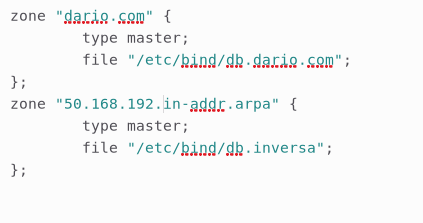 zone "dario.com" {
        type master;
        file "/etc/bind/db.dario.com";
};
zone "50.168.192.in-addr.arpa" {
        type master;
        file "/etc/bind/db.inversa";
};